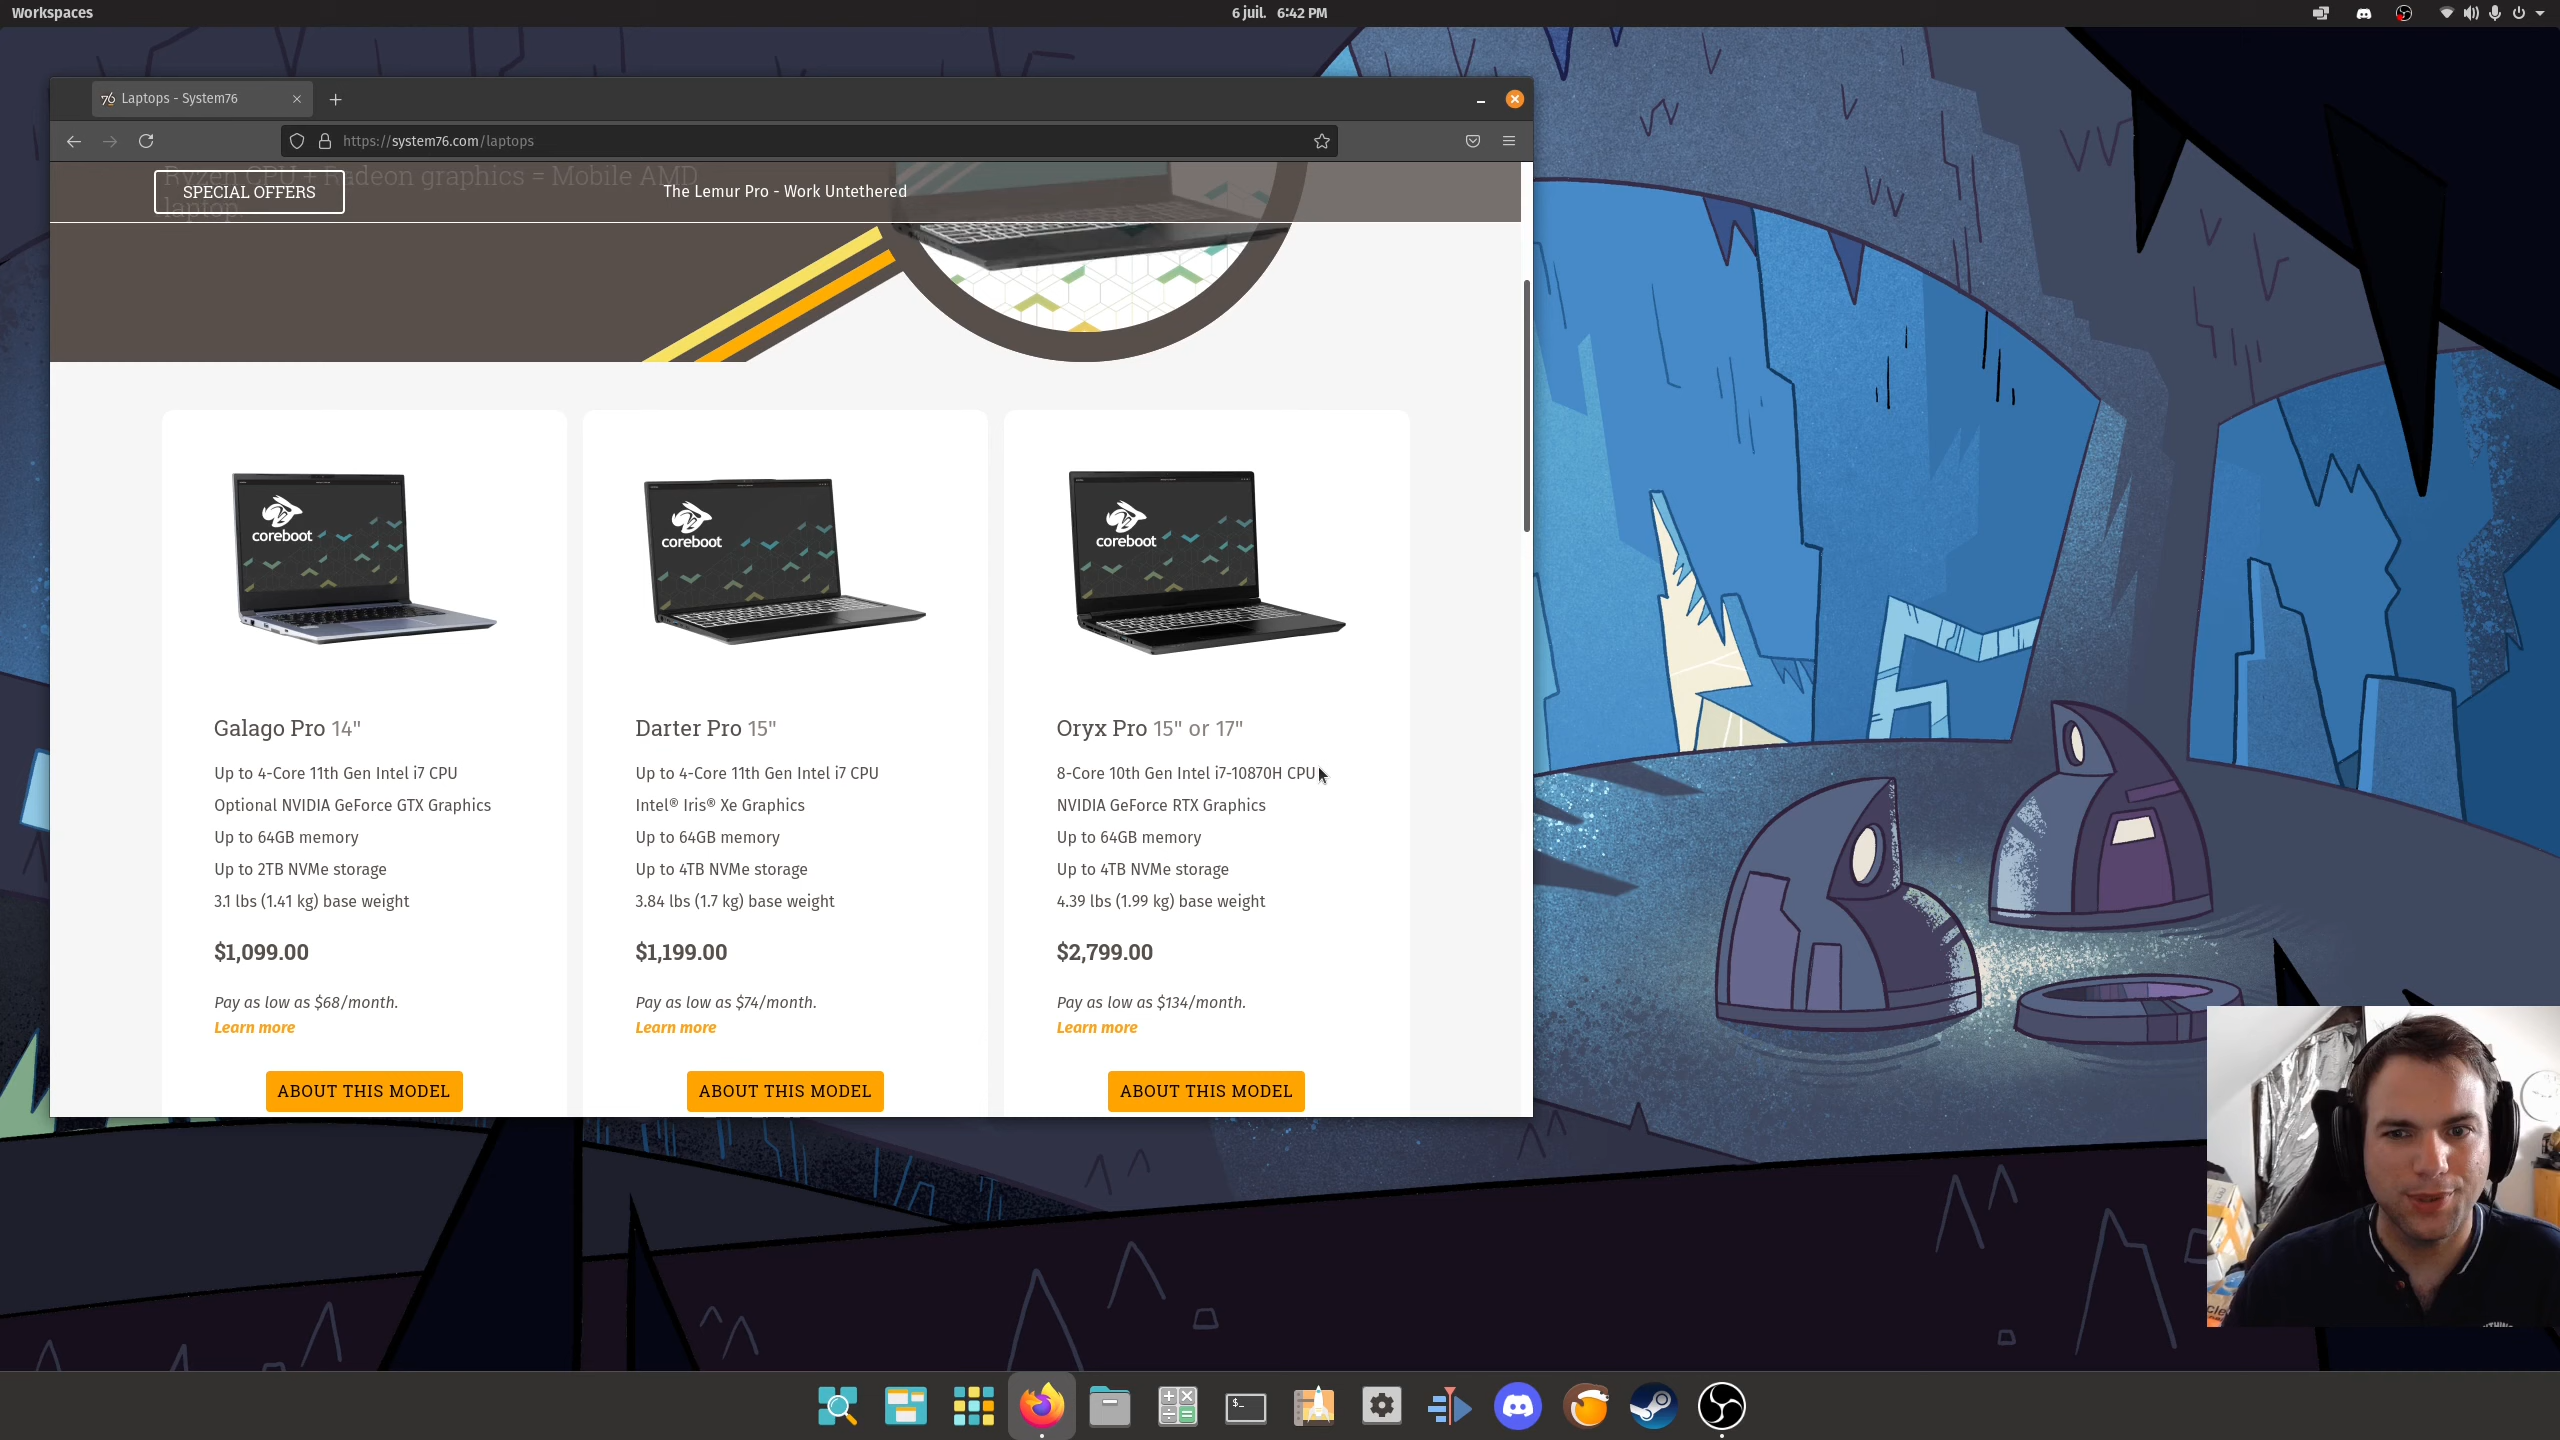 Workspaces
6 juil. 6:42 PM
Laptops - System76
https://system76.com/laptops
Ryzen CPU + Radeon graphics = Mobile AMD
laptop.
SPECIAL OFFERS
The Lemur Pro - Work Untethered
coreboot
coreboot
coreboot
Galago Pro 14"
Up to 4-Core 11th Gen Intel i7 CPU
Optional NVIDIA GeForce GTX Graphics
Up to 64GB memory
Up to 2TB NVMe storage
3.1 lbs (1.41 kg) base weight
$1,099.00
Pay as low as $68/month.
Learn more
ABOUT THIS MODEL
Darter Pro 15"
Up to 4-Core 11th Gen Intel i7 CPU
Intel® Iris® Xe Graphics
Up to 64GB memory
Up to 4TB NVMe storage
3.84 lbs (1.7 kg) base weight
$1,199.00
Pay as low as $74/month.
Learn more
ABOUT THIS MODEL
Oryx Pro 15" or 17"
8-Core 10th Gen Intel i7-10870H CPU
NVIDIA GeForce RTX Graphics
Up to 64GB memory
Up to 4TB NVMe storage
4.39 lbs (1.99 kg) base weight
$2,799.00
Pay as low as $134/month.
Learn more
ABOUT THIS MODEL